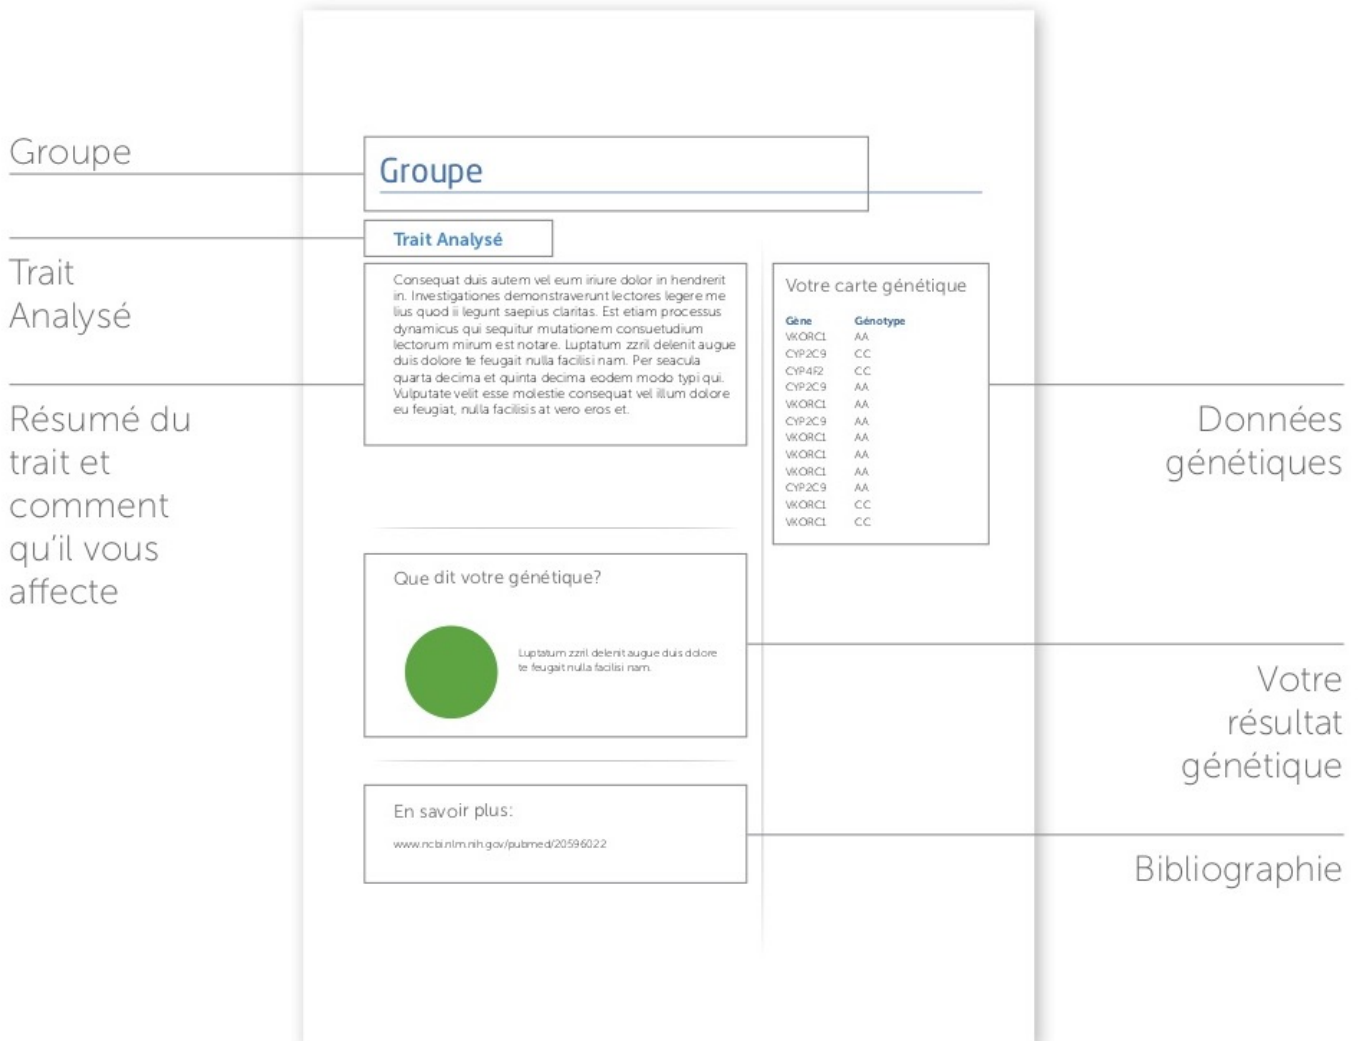 Groupe
Trait
Analysé
Résumé du
trait et
comment
qu'il vous
affecte
Groupe
Trait Analysé
Consequat duis autem vel eum iriure dolor in hendrerit
in. Investigationes demonstraverunt lectores legere me
lius quod ii legunt saepius claritas. Est etiam processus
dynamicus qui sequitur mutationem consuetudium
lectorum mirum est notare. Luptatum zzril delenit augue
duis dolore te feugait nulla facilisi nam. Per seacula
quarta decima et quinta decima eodem modo typi qui.
Vulputate velit esse molestie consequat vel illum dolore
eu feugiat, nulla facilisis at vero eros et.
Que dit votre génétique?
Luptatum zzril delenit augue duis dolore
te feugait nulla facilisi nam.
En savoir plus:
www.ncbi.nlm.nih.gov/pubmed/20596022
Votre carte génétique
Gène Génotype
VKORC1 AA
CYP2C9 CC
CYP4F2 CC
CYP2C9 AA
VKORC1 AA
CYP2C9 AA
VKORC1 AA
VKORC1 AA
VKORC1 AA
CYP2C9 AA
VKORC1 CC
VKORC1 CC
Données
génétiques
Votre
résultat
génétique
Bibliographie